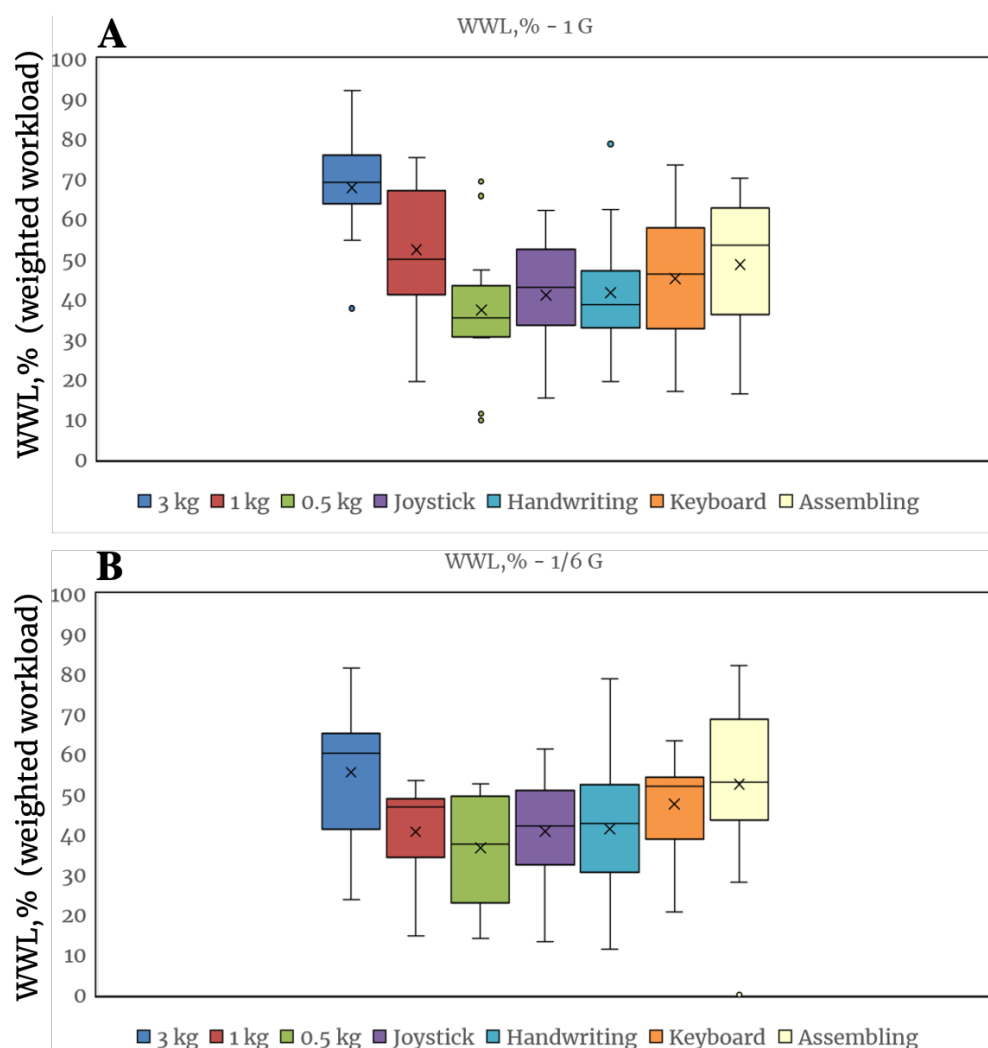 A
WWL,% - 1 G
WWL,% (weighted workload)
100
90
80
70
60
50
40
30
20
10
0
3 kg 1 kg 0.5 kg Joystick Handwriting Keyboard Assembling
B
WWL,% - 1/6 G
WWL,% (weighted workload)
100
90
80
70
60
50
40
30
20
10
0
3 kg 1 kg 0.5 kg Joystick Handwriting Keyboard Assembling